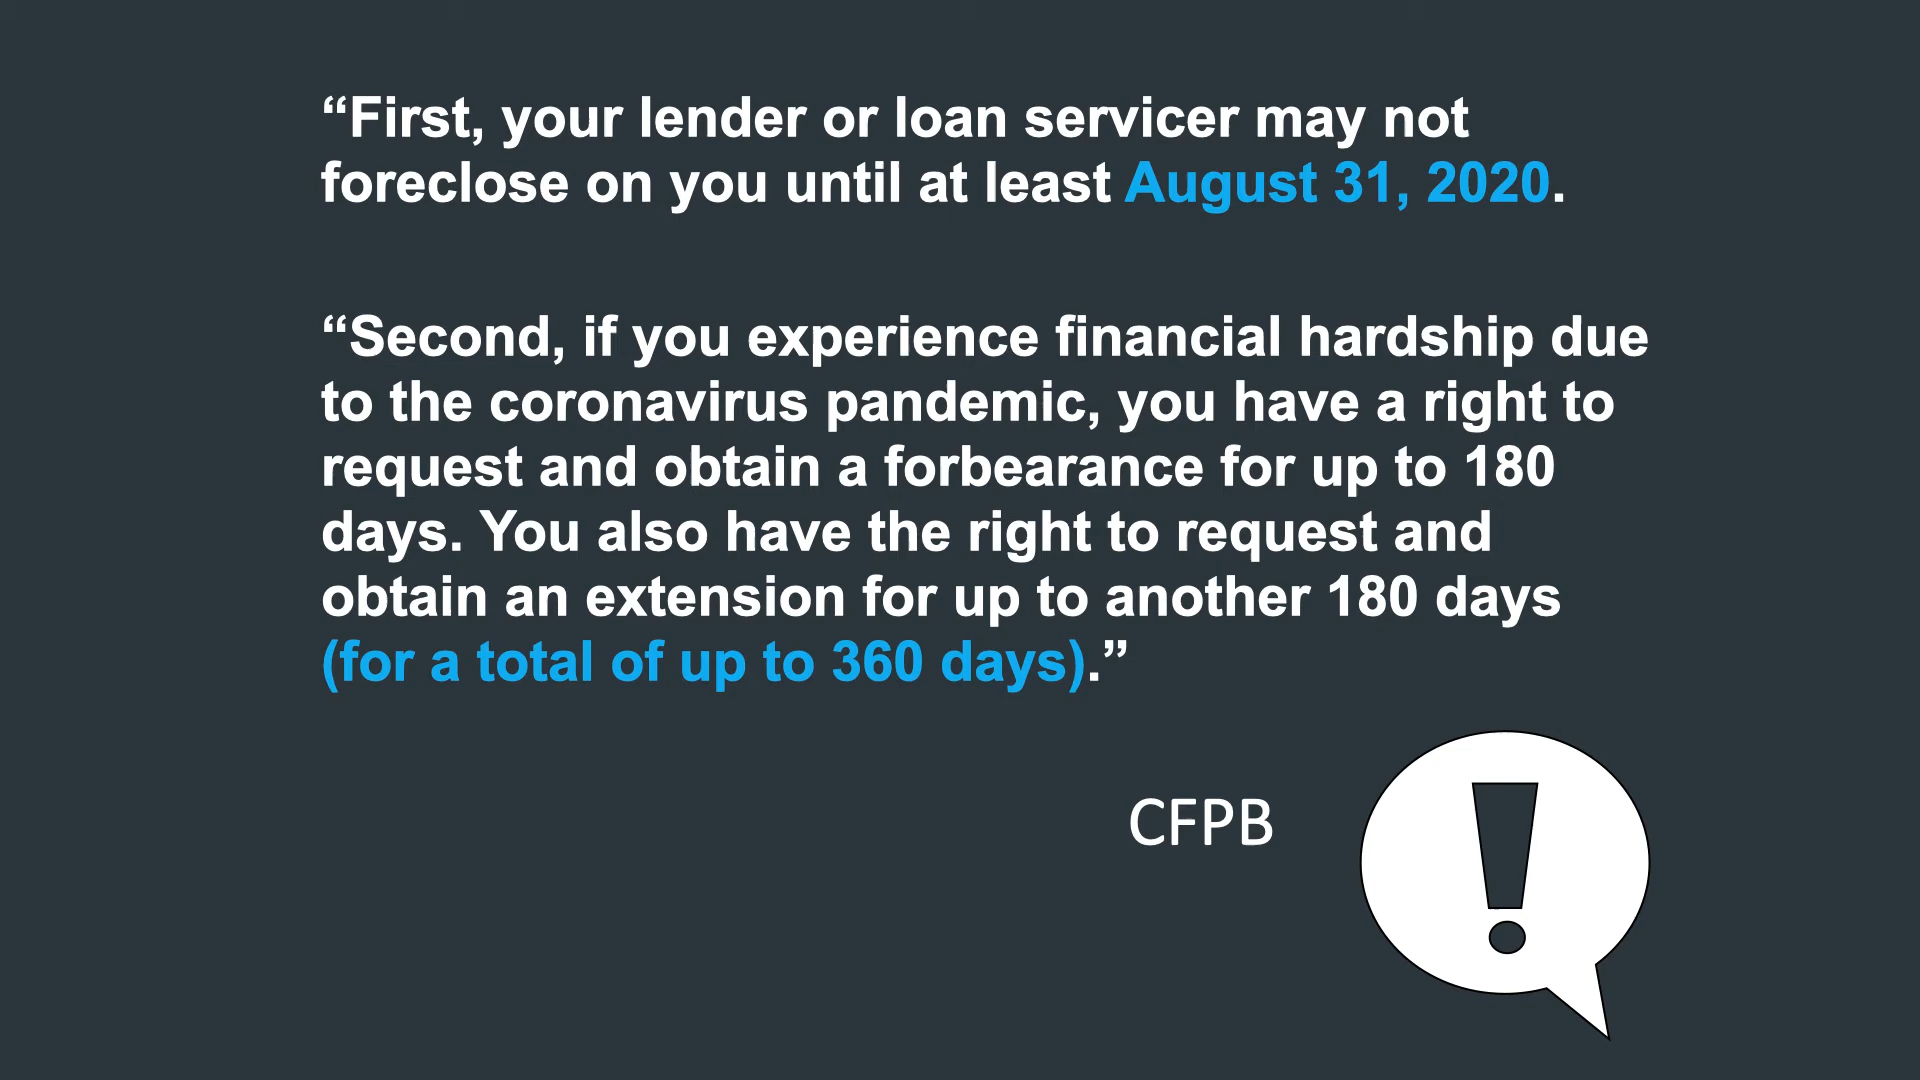 “First, your lender or loan servicer may not
foreclose on you until at least August 31, 2020.
“Second, if you experience financial hardship due
to the coronavirus pandemic, you have a right to
request and obtain a forbearance for up to 180
days. You also have the right to request and
obtain an extension for up to another 180 days
(for a total of up to 360 days).”
CFPB
!